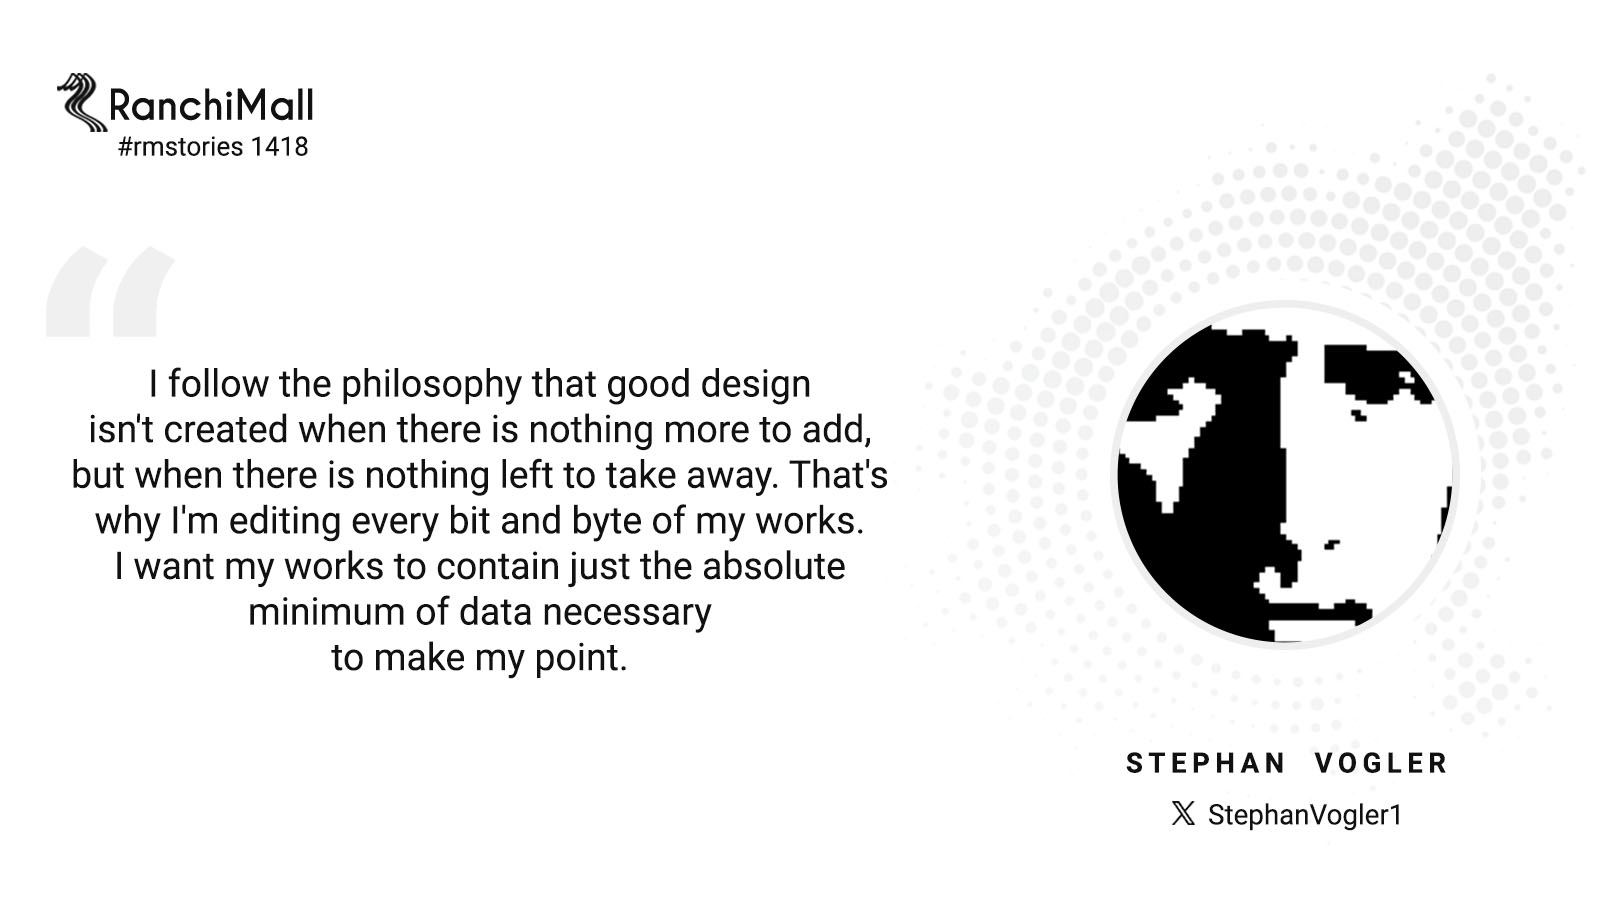 RanchiMall
#rmstories 1418
“
I follow the philosophy that good design
isn't created when there is nothing more to add,
but when there is nothing left to take away. That's
why I'm editing every bit and byte of my works.
I want my works to contain just the absolute
minimum of data necessary
to make my point.
STEPHAN VOGLER
𝕏 StephanVogler1